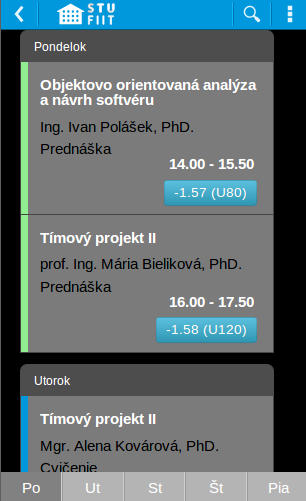 STU
FIIT
Pondelok
Objektovo orientovaná analýza
a návrh softvéru
Ing. Ivan Polášek, PhD.
Prednáška
14.00 - 15.50
-1.57 (U80)
Tímový projekt II
prof. Ing. Mária Bieliková, PhD.
Prednáška
16.00 - 17.50
-1.58 (U120)
Utorok
Tímový projekt II
Mgr. Alena Kovárová, PhD.
Cvičenie
Po Ut St Št Pia